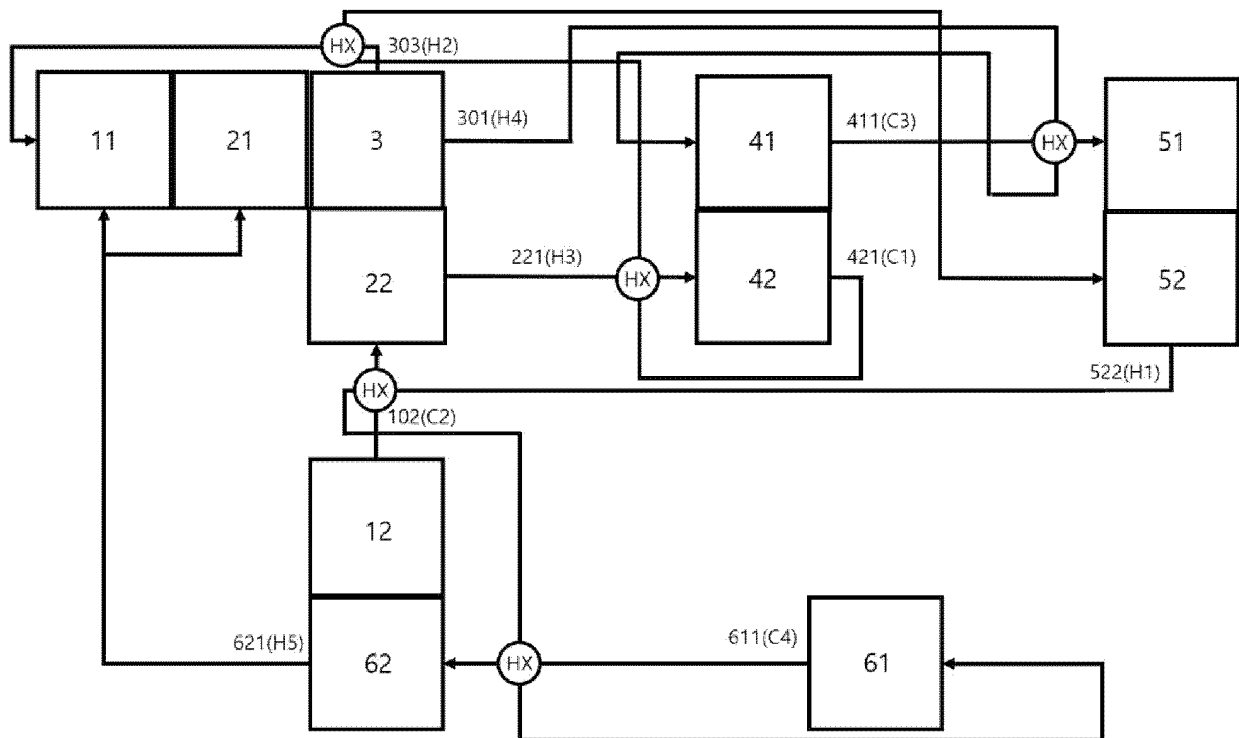 HX
303(H2)
11
21
3
301(H4)
41
411(C3)
HX
51
22
221(H3)
HX
42
421(C1)
52
HX
522(H1)
102(C2)
12
621(H5)
62
HX
611(C4)
61